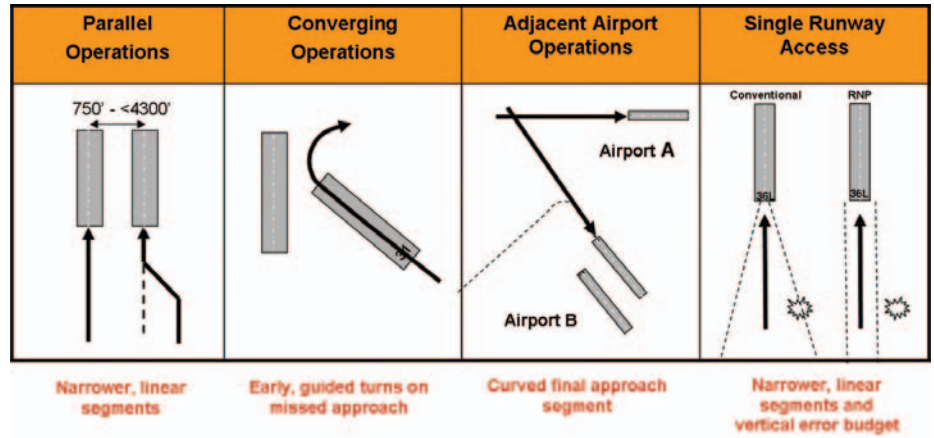 Parallel
Operations
Converging
Operations
Adjacent Airport
Operations
Single Runway
Access
750' - <4300'
Airport A
Airport B
Conventional
RNP
36L
36L
Narrower, linear
segments
Early, guided turns on
missed approach
Curved final approach
segment
Narrower, linear
segments and
vertical error budget